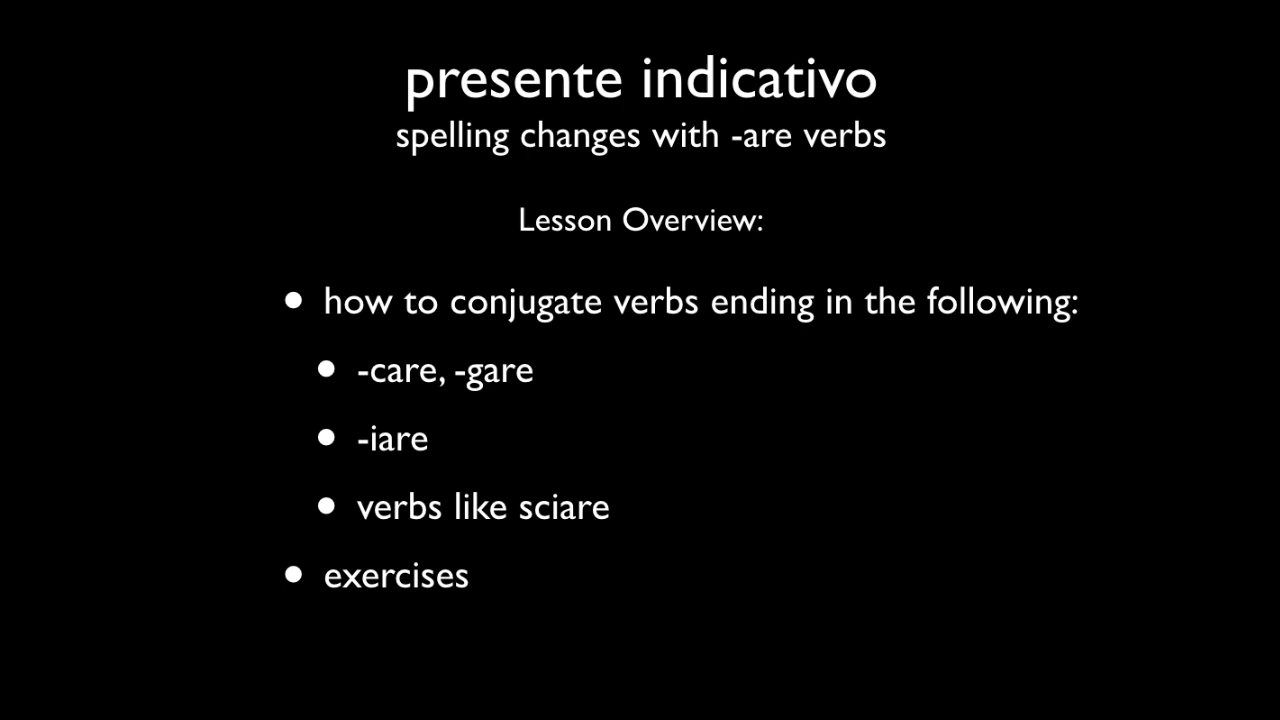 presente indicativo
spelling changes with -are verbs
Lesson Overview:
• how to conjugate verbs ending in the following:
• -care, -gare
• -iare
• verbs like sciare
• exercises